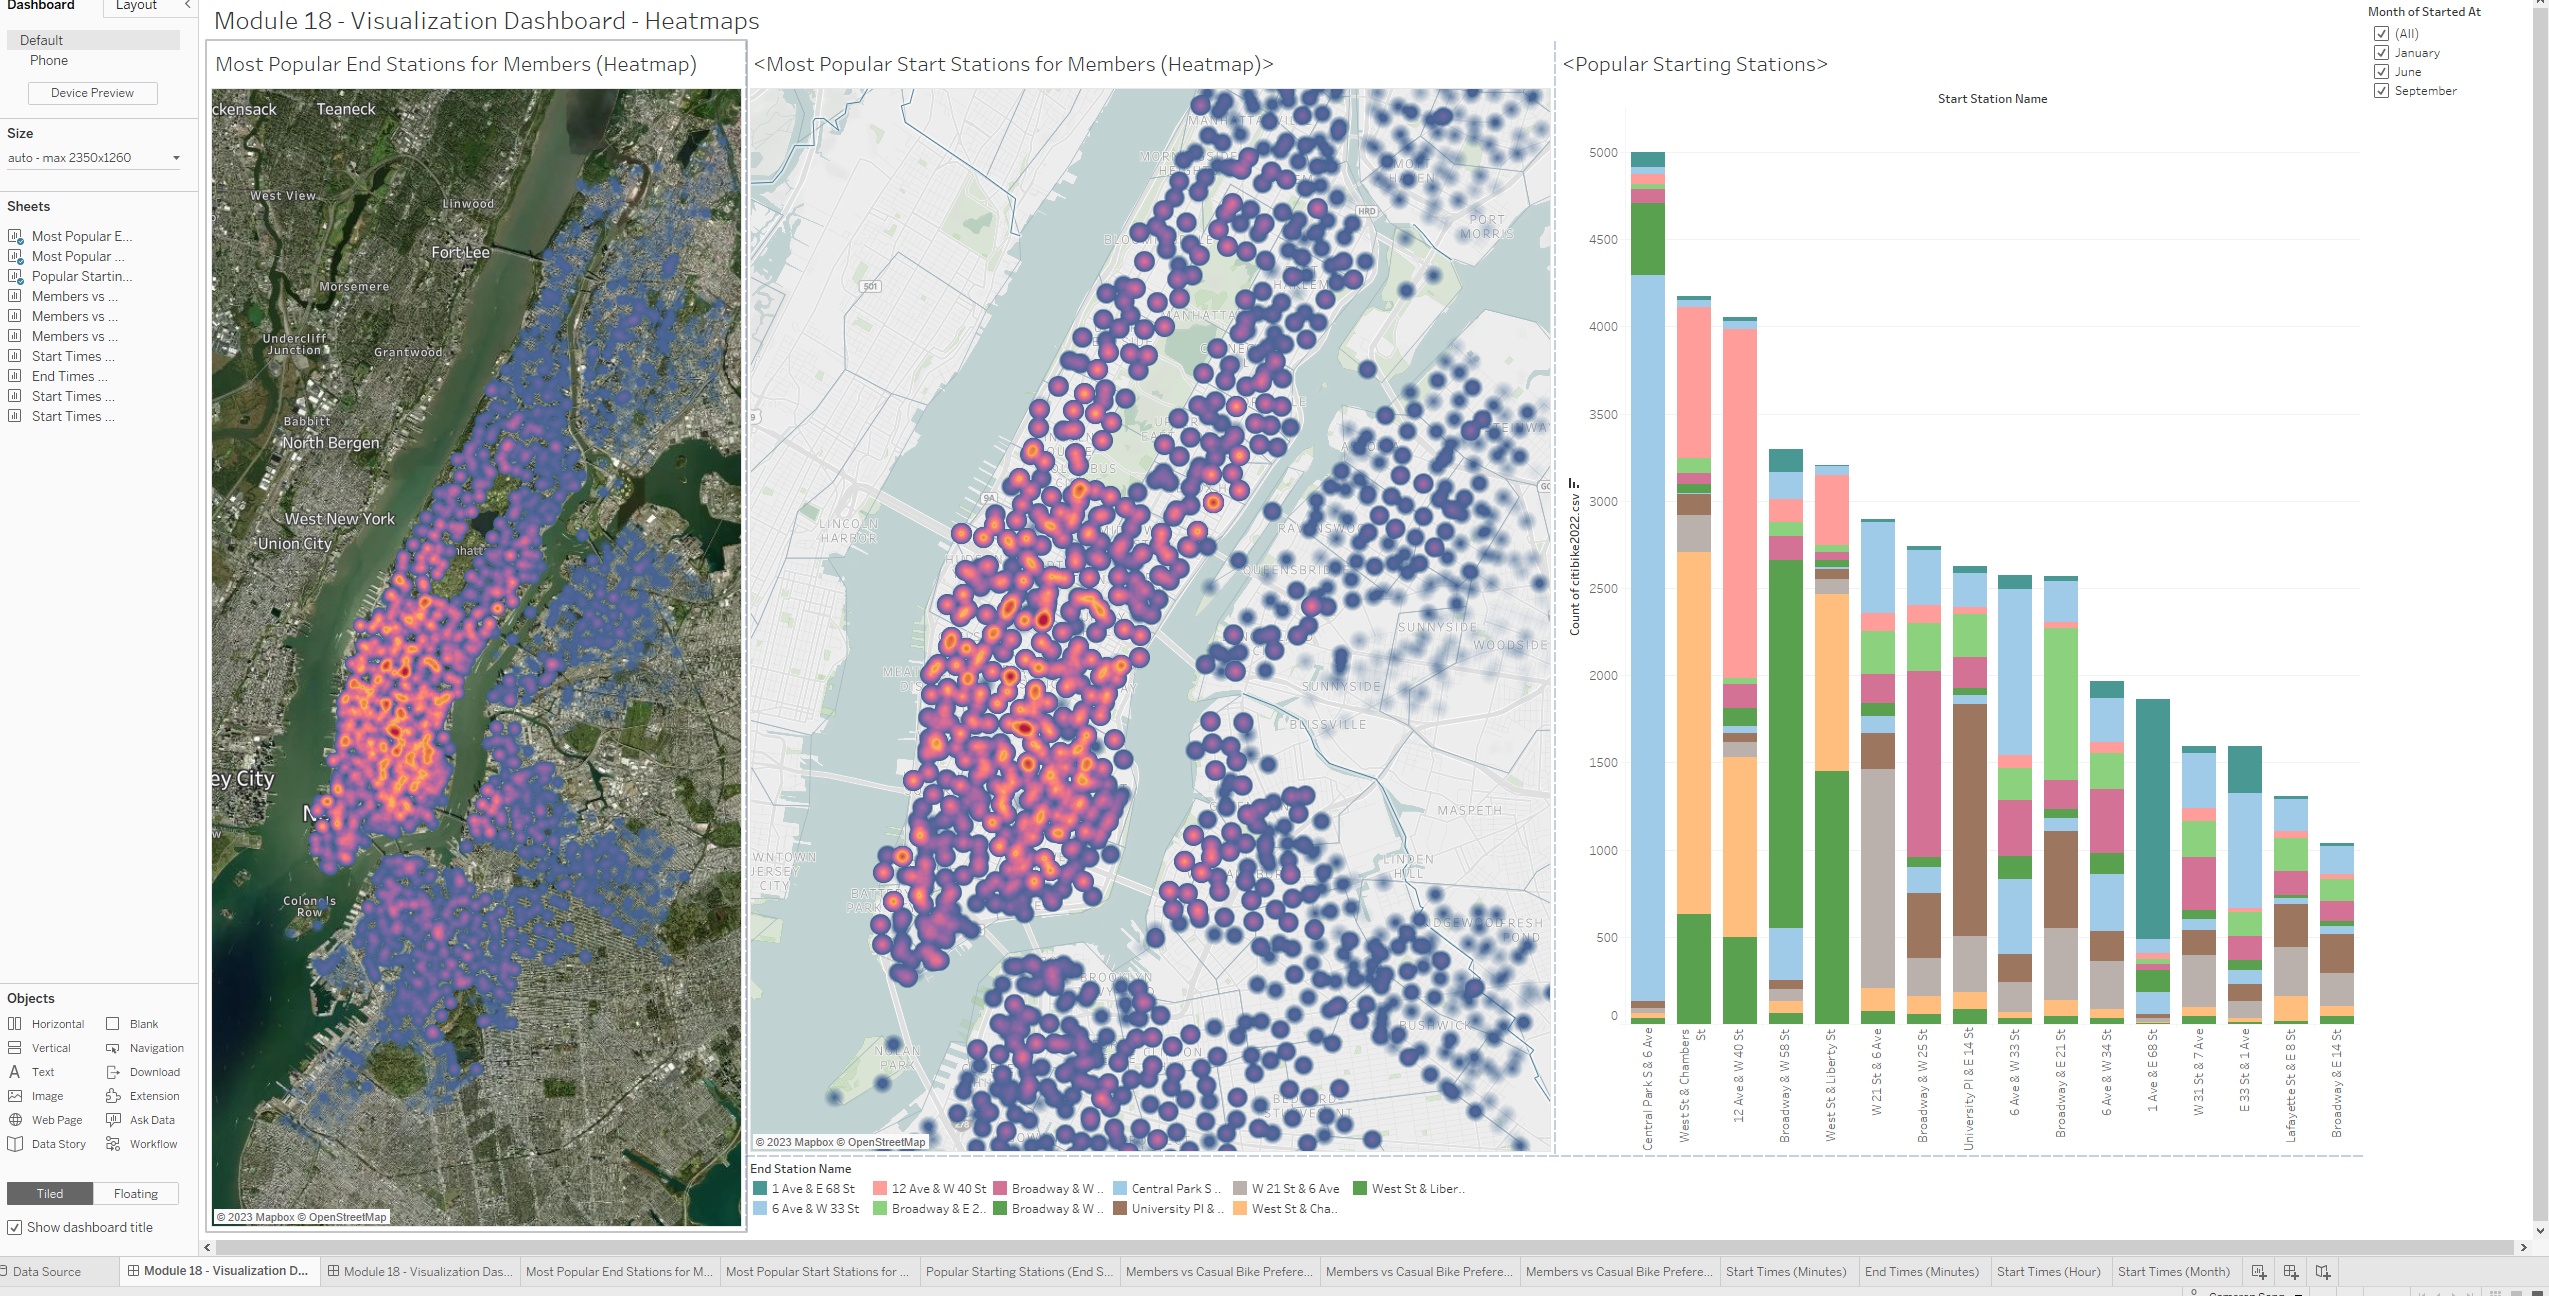 Dashboard
Layout
Default
Phone
Device Preview
Size
auto - max 2350x1260
Sheets
Most Popular E...
Most Popular ...
Popular Startin...
Members vs ...
Members vs ...
Members vs ...
Start Times ...
End Times ...
Start Times ...
Start Times ...
Objects
Horizontal
Blank
Vertical
Navigation
Text
Download
Image
Extension
Web Page
Ask Data
Data Story
Workflow
Tiled
Floating
Show dashboard title
Module 18 - Visualization Dashboard - Heatmaps
Most Popular End Stations for Members (Heatmap)
ckensack
Teaneck
West View
Linwood
Fort Lee
Morsemere
Undercliff
Junction
Grantwood
Babbitt
North Bergen
West New York
Union City
nhatt
ey City
Colonels
Row
© 2023 Mapbox © OpenStreetMap
<Most Popular Start Stations for Members (Heatmap)>
HRD
PORT
MORRIS
501
HARLEM
MANHATTA
9A
LINCOLN
HARBOR
QUEENSBRI
SUNNYSIDE
WOODSIDE
SUNNYSIDE
BLISSVILLE
MASPETH
LINDEN
HILL
WNTOWN
JERSEY
CITY
FRESH
POND
BUSHWICK
PARK
© 2023 Mapbox © OpenStreetMap
<Popular Starting Stations>
Start Station Name
Count of citibike2022.csv
5000
4500
4000
3500
3000
2500
2000
1500
1000
500
0
Central Park S & 6 Ave
West St & Chambers
St
12 Ave & W 40 St
Broadway & W 58 St
West St & Liberty St
W 21 St & 6 Ave
Broadway & W 25 St
University Pl & E 14 St
6 Ave & W 33 St
Broadway & E 21 St
6 Ave & W 34 St
1 Ave & E 68 St
W 31 St & 7 Ave
E 33 St & 1 Ave
Lafayette St & E 8 St
Broadway & E 14 St
Month of Started At
(All)
January
June
September
End Station Name
1 Ave & E 68 St
12 Ave & W 40 St
Broadway & W ..
Central Park S ..
W 21 St & 6 Ave
West St & Liber..
6 Ave & W 33 St
Broadway & E 2..
Broadway & W ..
University Pl & ..
West St & Cha..
Data Source
Module 18 - Visualization D...
Module 18 - Visualization Das...
Most Popular End Stations for M...
Most Popular Start Stations for ...
Popular Starting Stations (End S...
Members vs Casual Bike Prefere...
Members vs Casual Bike Prefere...
Members vs Casual Bike Prefere...
Start Times (Minutes)
End Times (Minutes)
Start Times (Hour)
Start Times (Month)